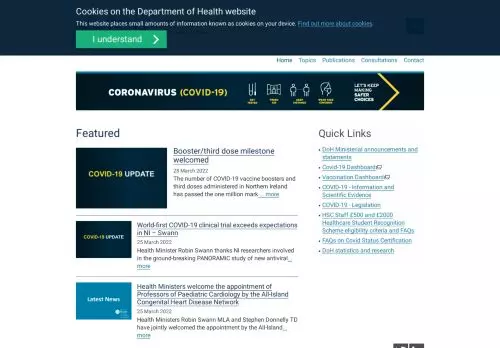 Cookies on the Department of Health website
This website places small amounts of information known as cookies on your device. Find out more about cookies.
I understand
Home Topics Publications Consultations Contact
CORONAVIRUS (COVID-19)
LET'S KEEP
MAKING
SAFER
CHOICES
Featured
COVID-19 UPDATE
Booster/third dose milestone
welcomed
28 March 2022
The number of COVID-19 vaccine boosters and
third doses administered in Northern Ireland
has passed the one million mark ... more
COVID-19 UPDATE
World-first COVID-19 clinical trial exceeds expectations
in NI – Swann
25 March 2022
Health Minister Robin Swann thanks NI researchers involved
in the ground-breaking PANORAMIC study of new antivirat...
more
Latest News
Health Ministers welcome the appointment of
Professors of Paediatric Cardiology by the All-Island
Congenital Heart Disease Network
25 March 2022
Health Ministers Robin Swann MLA and Stephen Donnelly TD
have jointly welcomed the appointment by the All-Island...
more
Quick Links
DoH Ministerial announcements and
statements
Covid-19 Dashboard
Vaccination Dashboard
COVID-19 - Information and
Scientific Evidence
COVID-19 - Legislation
HSC Staff £500 and £2000
Healthcare Student Recognition
Scheme eligibility criteria and FAQs
FAQs on Covid Status Certification
DoH statistics and research